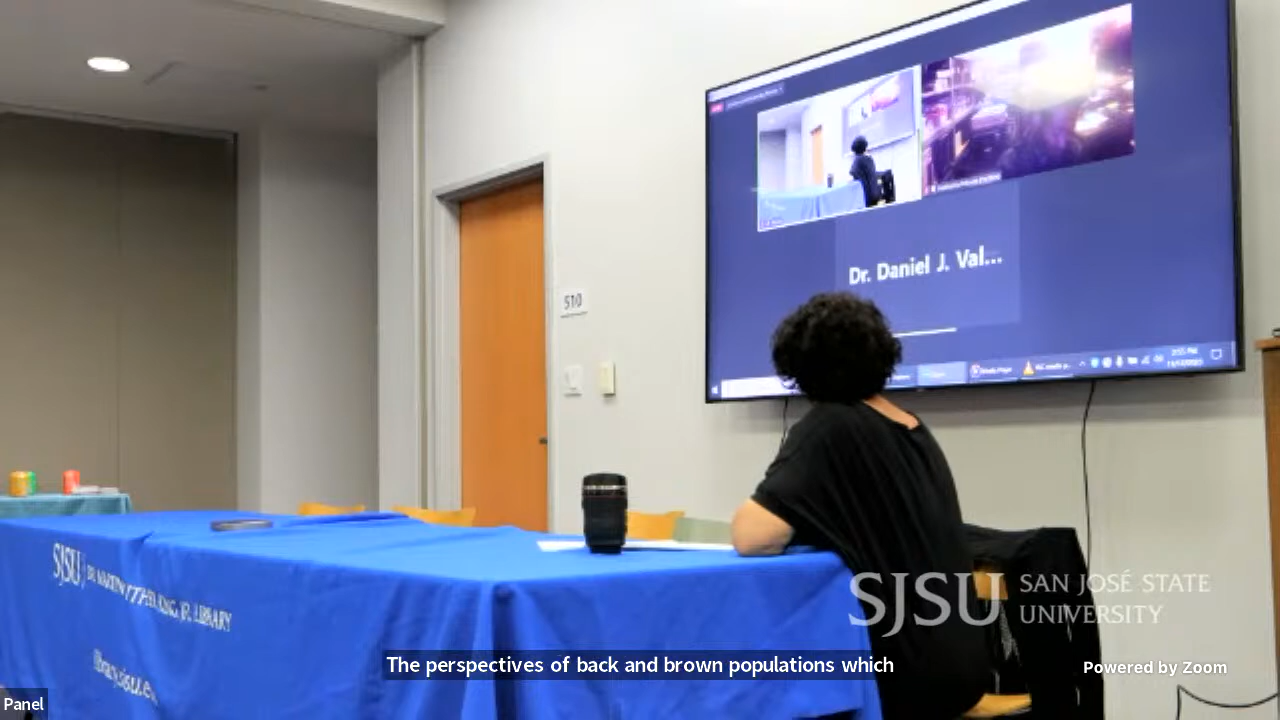 Dr. Daniel J. Val...
510
SJSU DR. MARTIN LUTHER KING, JR. LIBRARY
SJSU SAN JOSÉ STATE
UNIVERSITY
The perspectives of back and brown populations which
Powered by Zoom
Panel